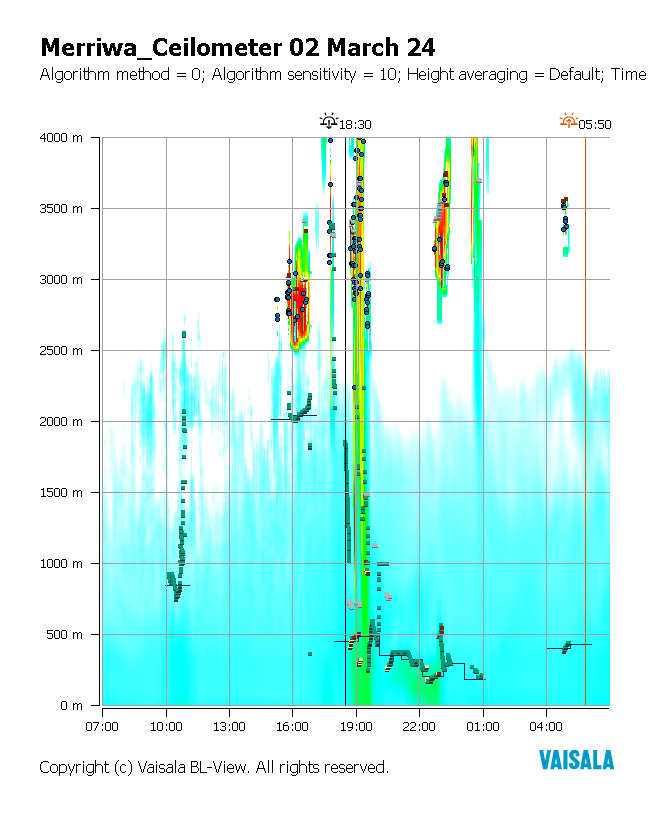 Merriwa_Ceilometer 02 March 24
Algorithm method = 0; Algorithm sensitivity = 10; Height averaging = Default; Time
18:30 05:50
4000 m
3500 m
3000 m
2500 m
2000 m
1500 m
1000 m
500 m
0 m
07:00 10:00 13:00 16:00 19:00 22:00 01:00 04:00
Copyright (c) Vaisala BL-View. All rights reserved.
VAISALA